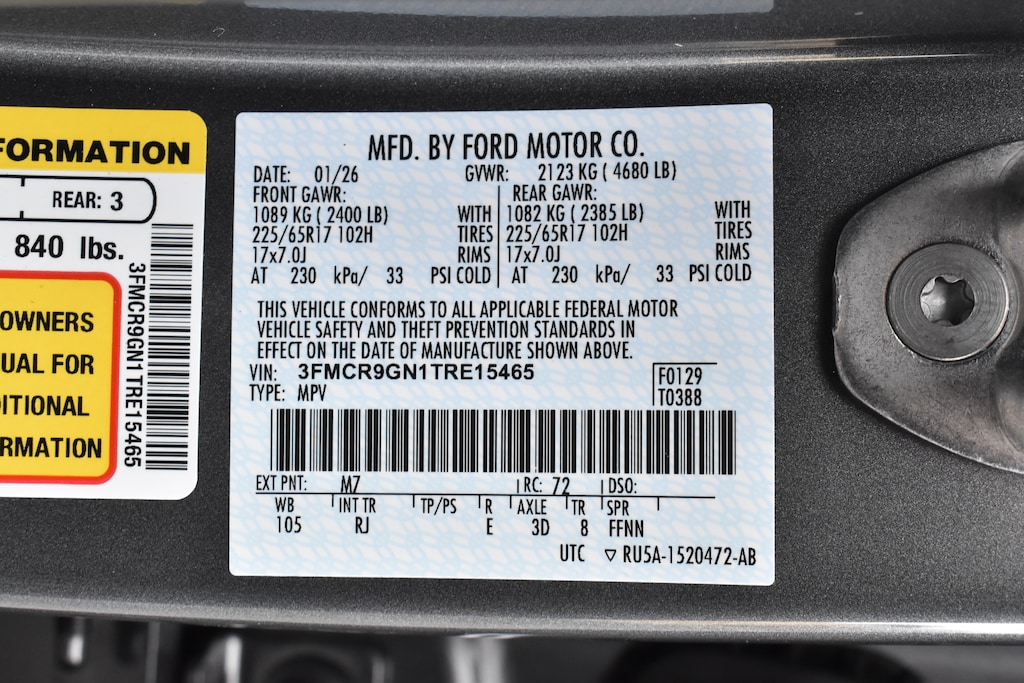 FORMATION
REAR: 3
840 lbs.
OWNERS
UAL FOR
ITIONAL
RMATION
3FMCR9GN1TRE15465
MFD. BY FORD MOTOR CO.
DATE: 01/26 GVWR: 2123 KG ( 4680 LB)
FRONT GAWR: REAR GAWR:
1089 KG ( 2400 LB) WITH 1082 KG ( 2385 LB) WITH
225/65R17 102H TIRES 225/65R17 102H TIRES
17x7.0J RIMS 17x7.0J RIMS
AT 230 kPa/ 33 PSI COLD AT 230 kPa/ 33 PSI COLD
THIS VEHICLE CONFORMS TO ALL APPLICABLE FEDERAL MOTOR
VEHICLE SAFETY AND THEFT PREVENTION STANDARDS IN
EFFECT ON THE DATE OF MANUFACTURE SHOWN ABOVE.
VIN: 3FMCR9GN1TRE15465 F0129
TYPE: MPV T0388
EXT PNT: M7 RC: 72 DSO:
WB INT TR TP/PS R AXLE TR SPR
105 RJ E 3D 8 FFNN
UTC ▽ RU5A-1520472-AB